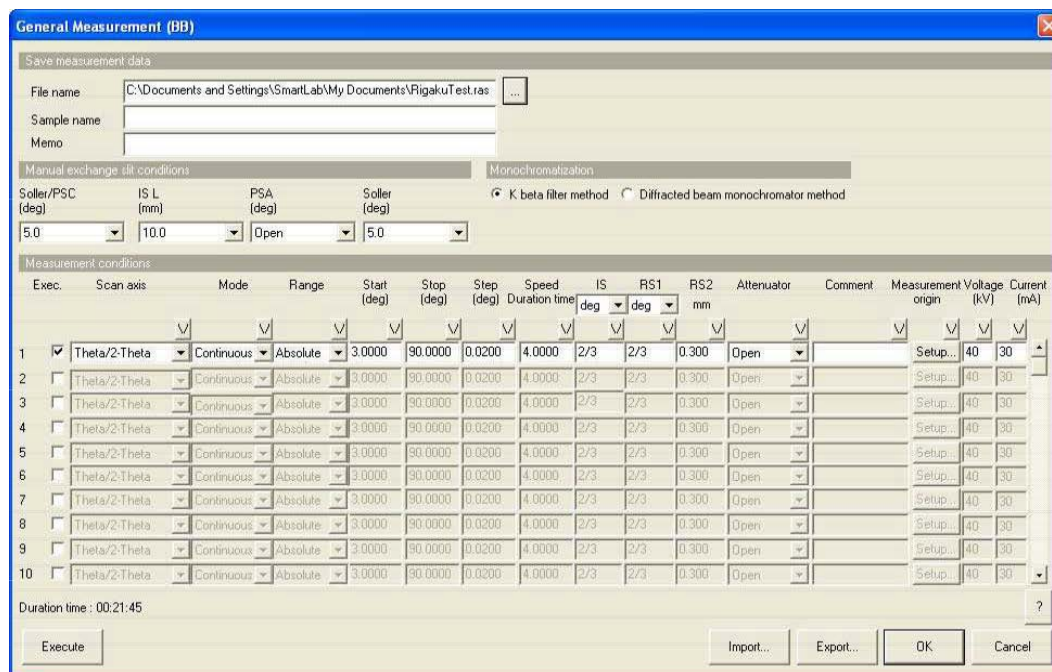 General Measurement (BB)
Save measurement data
File name C:\Documents and Settings\SmartLab\My Documents\RigakuTest.ras ...
Sample name
Memo
Manual exchange slit conditions Monochromatization
Soller/PSC (deg) IS L (mm) PSA (deg) Soller (deg) K beta filter method Diffracted beam monochromator method
5.0 10.0 Open 5.0
Measurement conditions
Exec. Scan axis Mode Range Start (deg) Stop (deg) Step (deg) Speed Duration time IS deg RS1 deg RS2 mm Attenuator Comment Measurement origin Voltage (kV) Current (mA)
\/ \/ \/ \/ \/ \/ \/ \/ \/ \/ \/ \/ \/ \/
1 Theta/2-Theta Continuous Absolute 3.0000 90.0000 0.0200 4.0000 2/3 2/3 0.300 Open Setup... 40 30
2 Theta/2-Theta Continuous Absolute 3.0000 90.0000 0.0200 4.0000 2/3 2/3 0.300 Open Setup... 40 30
3 Theta/2-Theta Continuous Absolute 3.0000 90.0000 0.0200 4.0000 2/3 2/3 0.300 Open Setup... 40 30
4 Theta/2-Theta Continuous Absolute 3.0000 90.0000 0.0200 4.0000 2/3 2/3 0.300 Open Setup... 40 30
5 Theta/2-Theta Continuous Absolute 3.0000 90.0000 0.0200 4.0000 2/3 2/3 0.300 Open Setup... 40 30
6 Theta/2-Theta Continuous Absolute 3.0000 90.0000 0.0200 4.0000 2/3 2/3 0.300 Open Setup... 40 30
7 Theta/2-Theta Continuous Absolute 3.0000 90.0000 0.0200 4.0000 2/3 2/3 0.300 Open Setup... 40 30
8 Theta/2-Theta Continuous Absolute 3.0000 90.0000 0.0200 4.0000 2/3 2/3 0.300 Open Setup... 40 30
9 Theta/2-Theta Continuous Absolute 3.0000 90.0000 0.0200 4.0000 2/3 2/3 0.300 Open Setup... 40 30
10 Theta/2-Theta Continuous Absolute 3.0000 90.0000 0.0200 4.0000 2/3 2/3 0.300 Open Setup... 40 30
Duration time : 00:21:45 ?
Execute Import... Export... OK Cancel